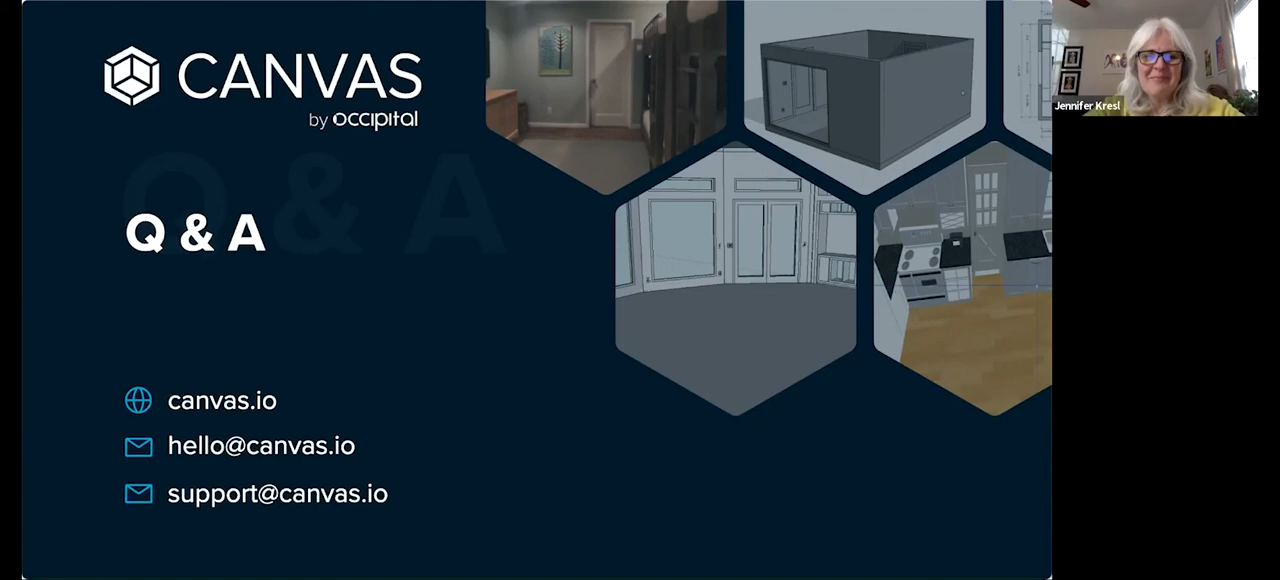 CANVAS
by occipital
Q & A
Q & A
canvas.io
hello@canvas.io
support@canvas.io
Jennifer Kresl